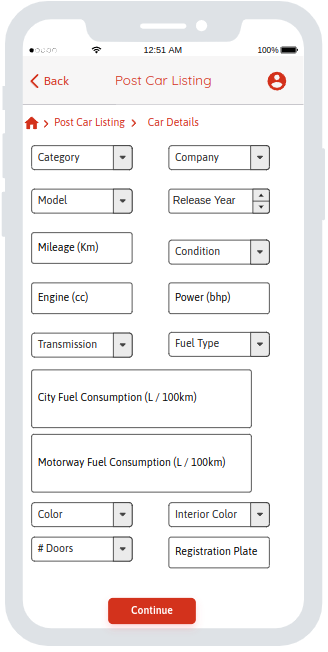 12:51 AM 100%
Back Post Car Listing
Post Car Listing Car Details
Category Company
Model Release Year
Mileage (Km) Condition
Engine (cc) Power (bhp)
Transmission Fuel Type
City Fuel Consumption (L / 100km)
Motorway Fuel Consumption (L / 100km)
Color Interior Color
# Doors Registration Plate
Continue